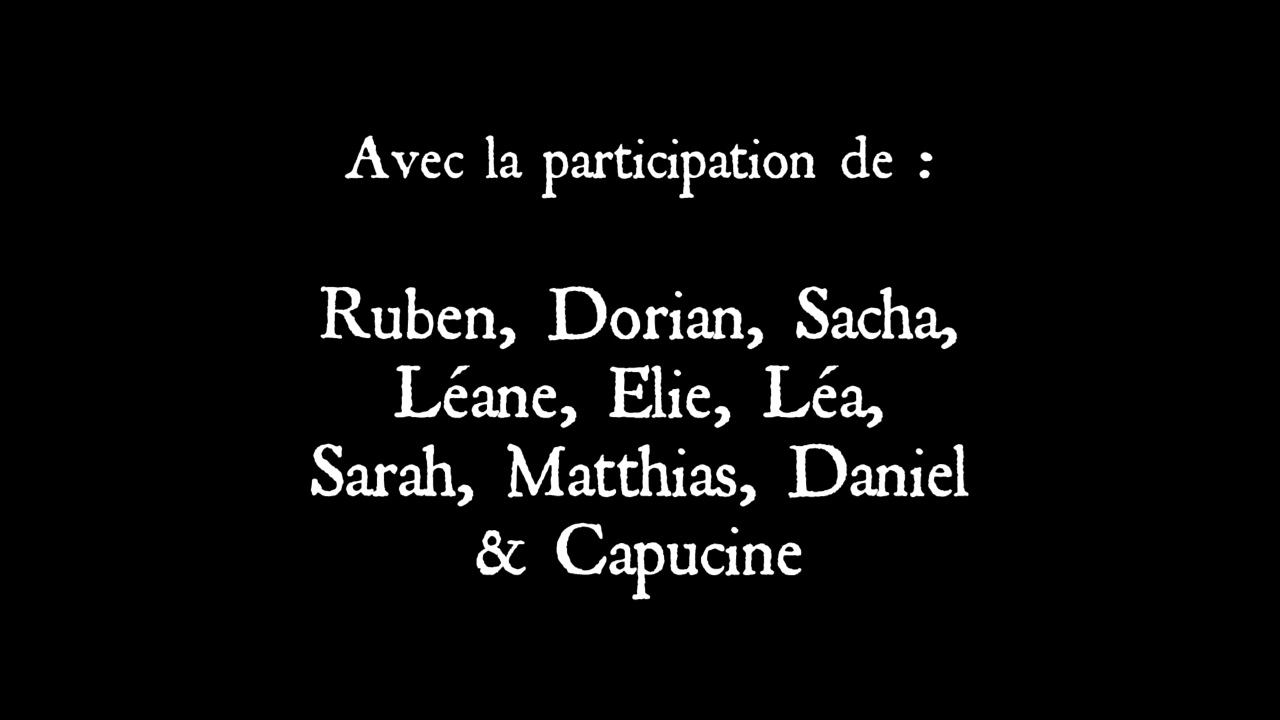 Avec la participation de :
Ruben, Dorian, Sacha,
Léane, Elie, Léa,
Sarah, Matthias, Daniel
& Capucine